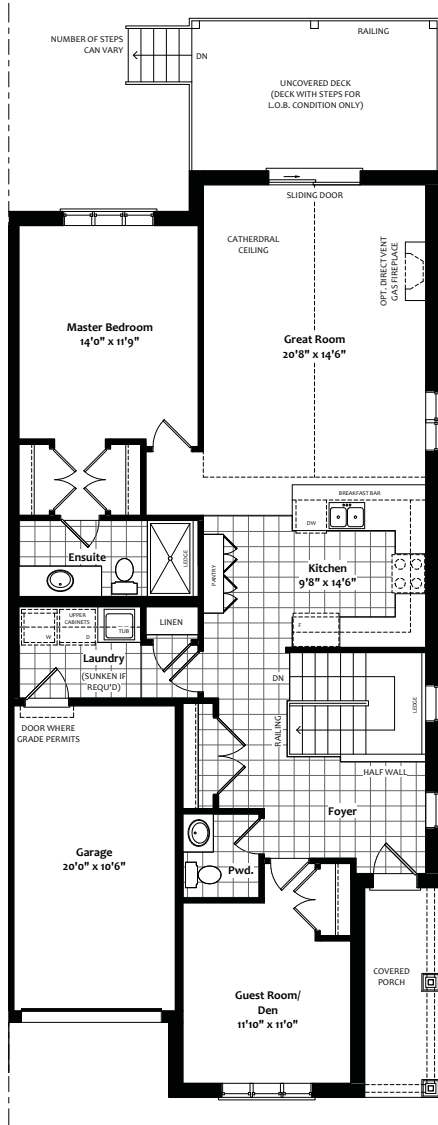 NUMBER OF STEPS
CAN VARY
DN
RAILING
UNCOVERED DECK
(DECK WITH STEPS FOR
L.O.B. CONDITION ONLY)
SLIDING DOOR
CATHERDRAL
CEILING
OPT. DIRECT VENT
GAS FIREPLACE
Master Bedroom
14'0" x 11'9"
Great Room
20'8" x 14'6"
BREAKFAST BAR
DW
Ensuite
LEDGE
PANTRY
Kitchen
9'8" x 14'6"
F
UPPER
CABINETS
W
D
TUB
LINEN
Laundry
(SUNKEN IF
REQU'D)
DN
RAILING
LEDGE
DOOR WHERE
GRADE PERMITS
HALF WALL
Foyer
Garage
20'0" x 10'6"
Pwd.
COVERED
PORCH
Guest Room/
Den
11'10" x 11'0"